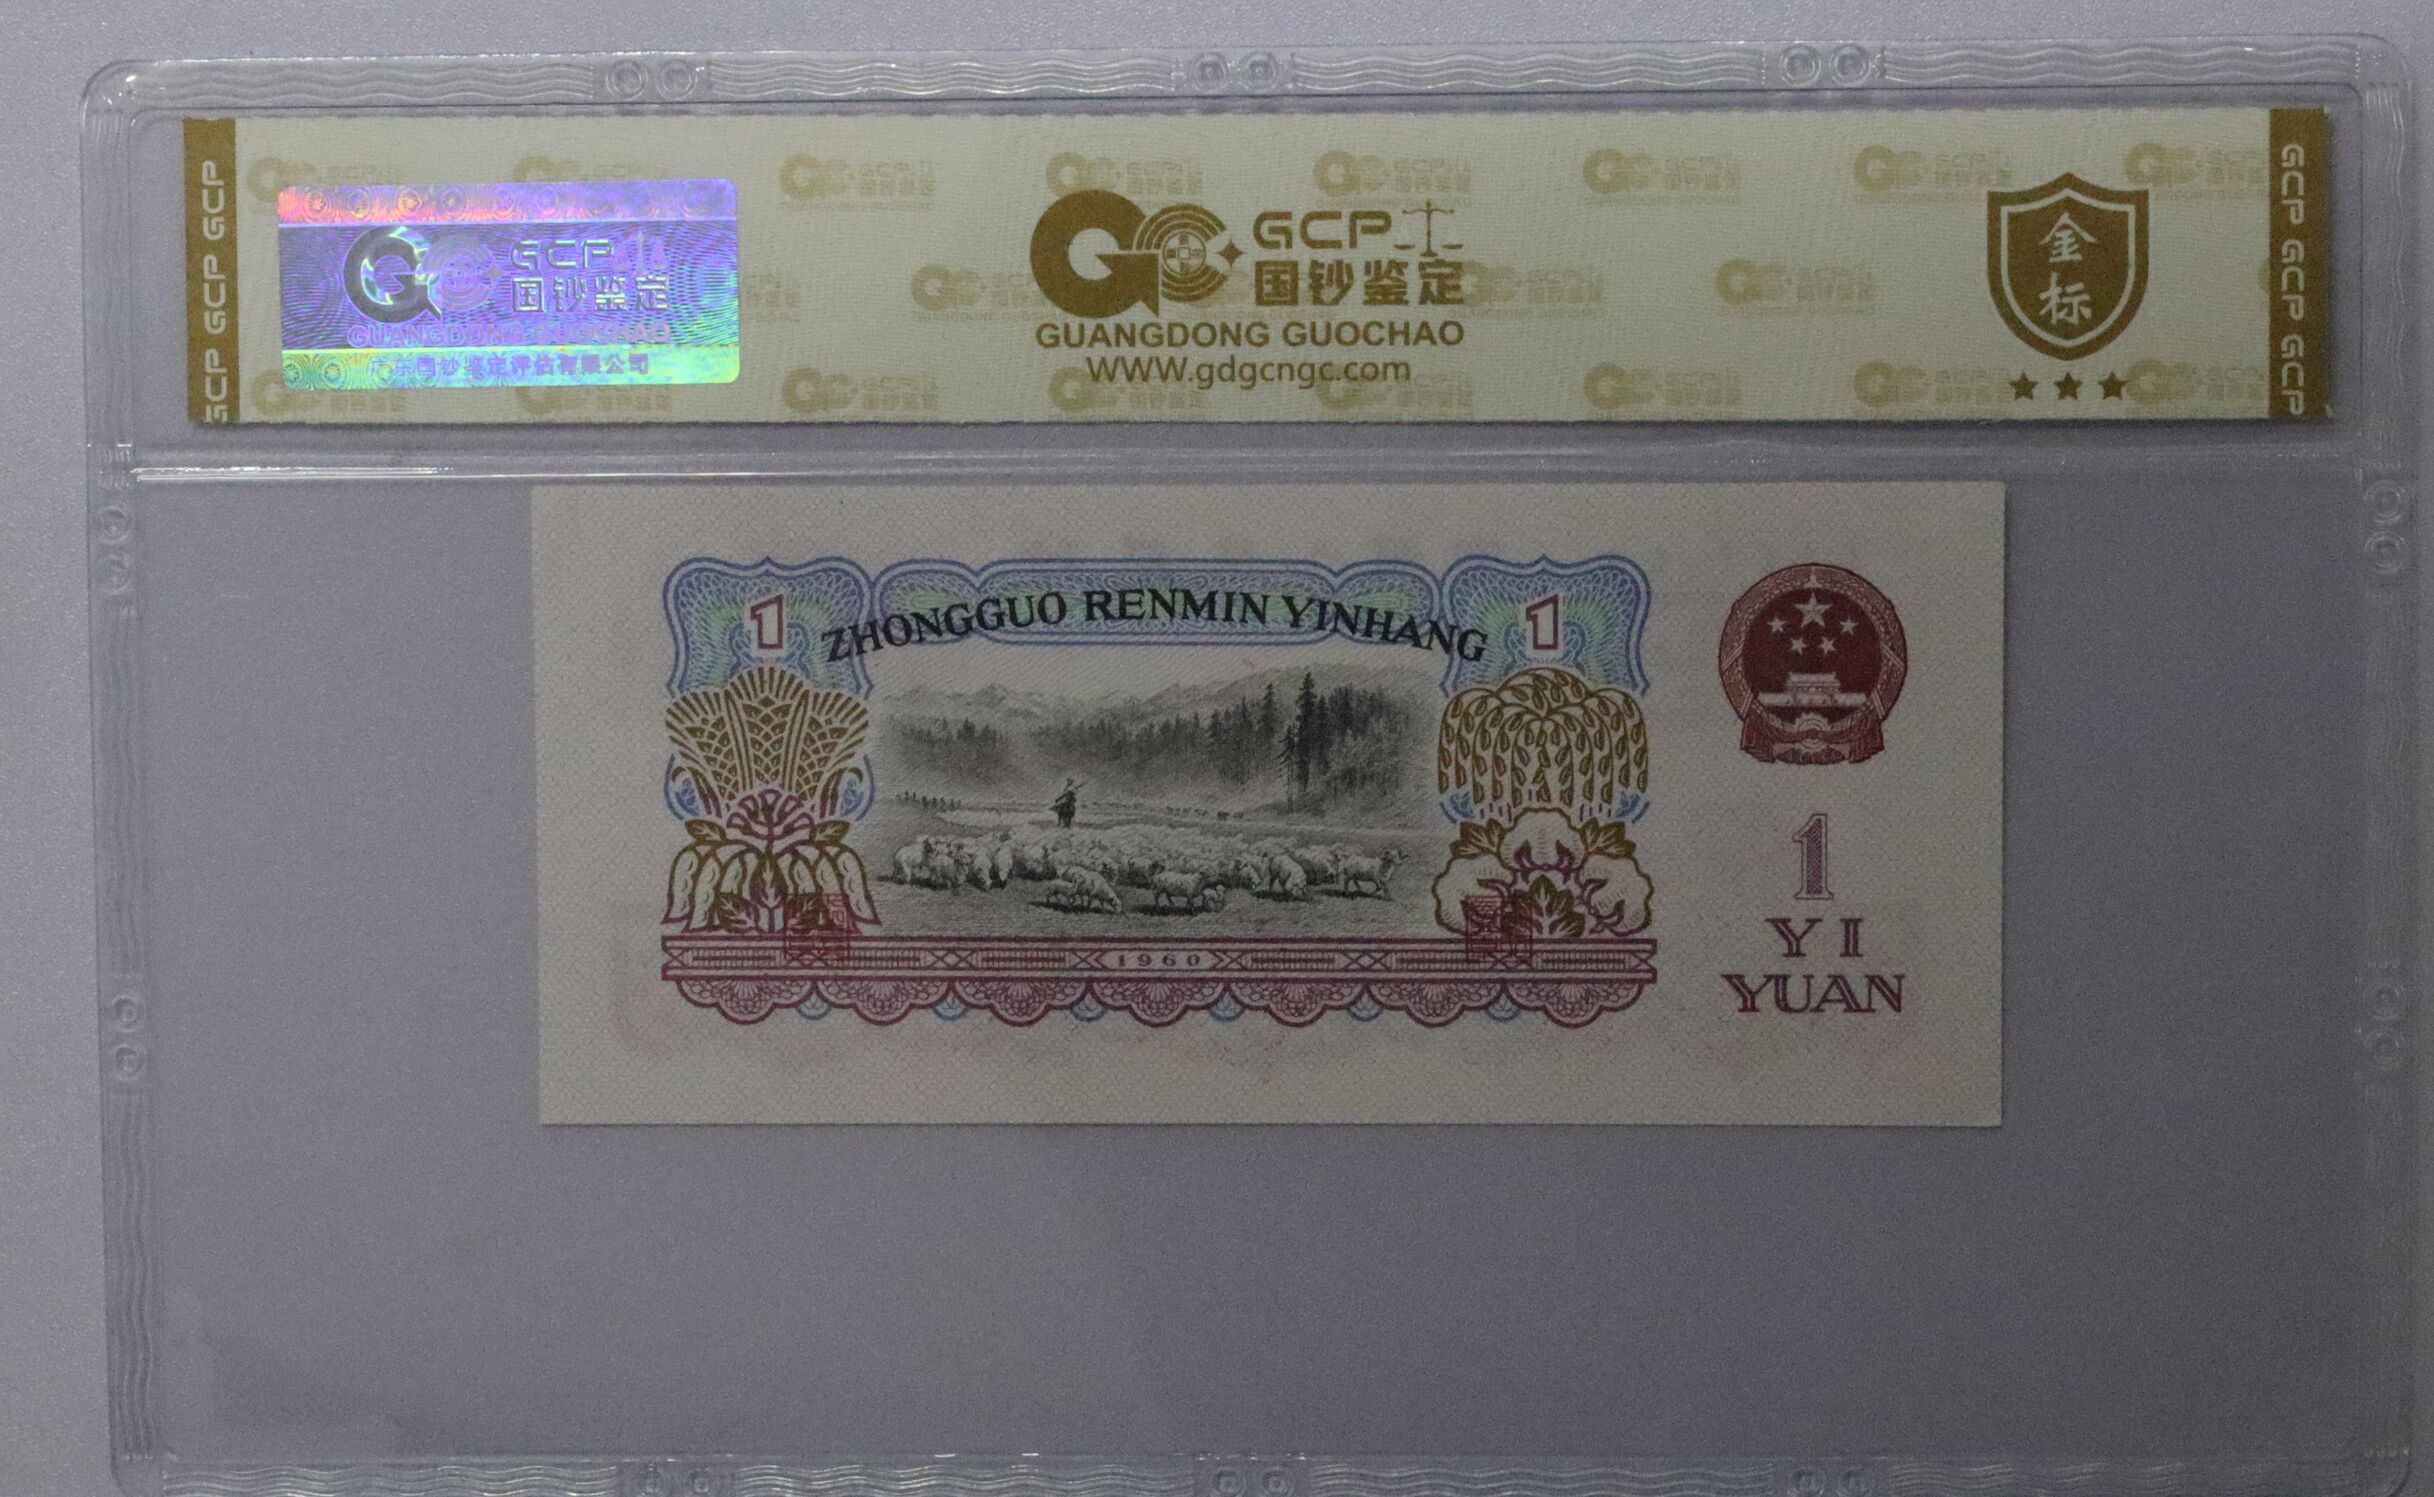 GCP GCP GCP
GCP
国钞鉴定
GUANGDONG GUOCHAO
广东国钞鉴定评估有限公司
GCP
国钞鉴定
GUANGDONG GUOCHAO
WWW.gdgcngc.com
金
标
GCP GCP GCP
1
ZHONGGUO RENMIN YINHANG
1
1960
1
YI
YUAN